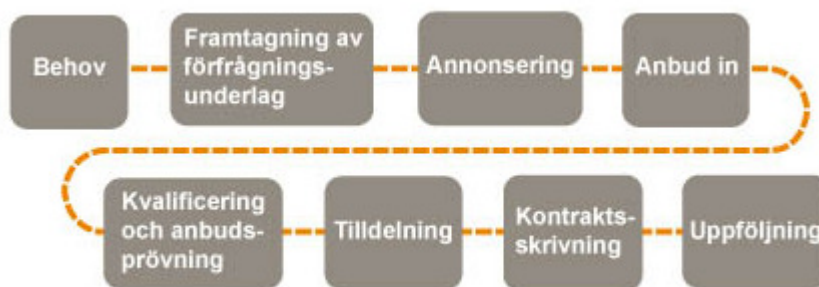 Behov
Framtagning av
förfrågnings-
underlag
Annonsering
Anbud in
Kvalificering
och anbuds-
prövning
Tilldelning
Kontrakts-
skrivning
Uppföljning